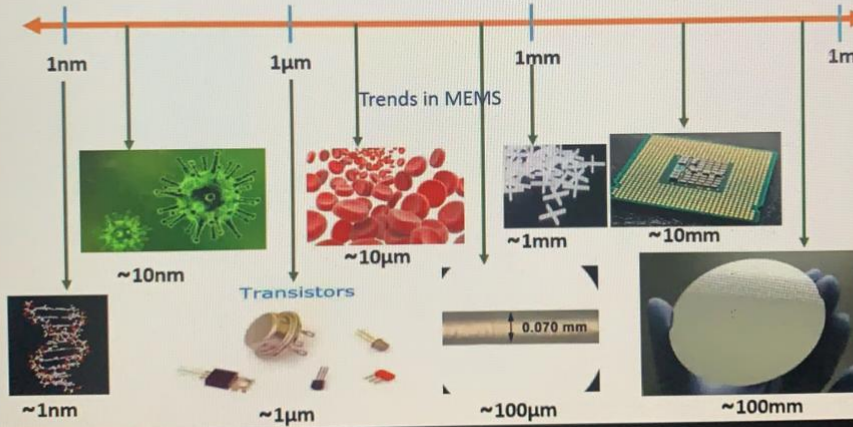 1nm
1μm
1mm
1m
Trends in MEMS
~10nm
~10μm
~1mm
~10mm
Transistors
0.070 mm
~1nm
~1μm
~100μm
~100mm